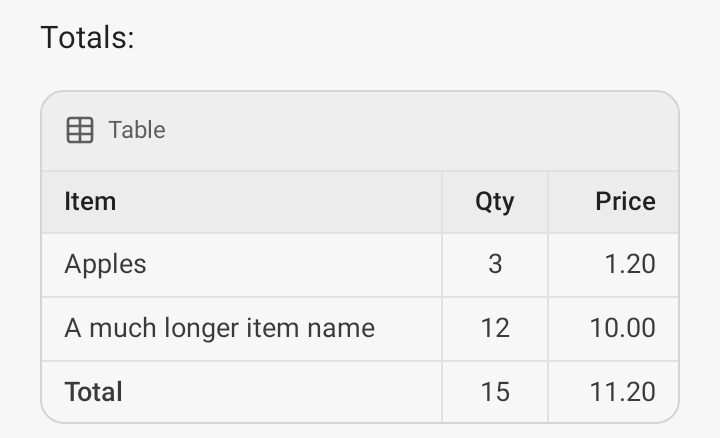 Totals:
Table
Item Qty Price
Apples 3 1.20
A much longer item name 12 10.00
Total 15 11.20